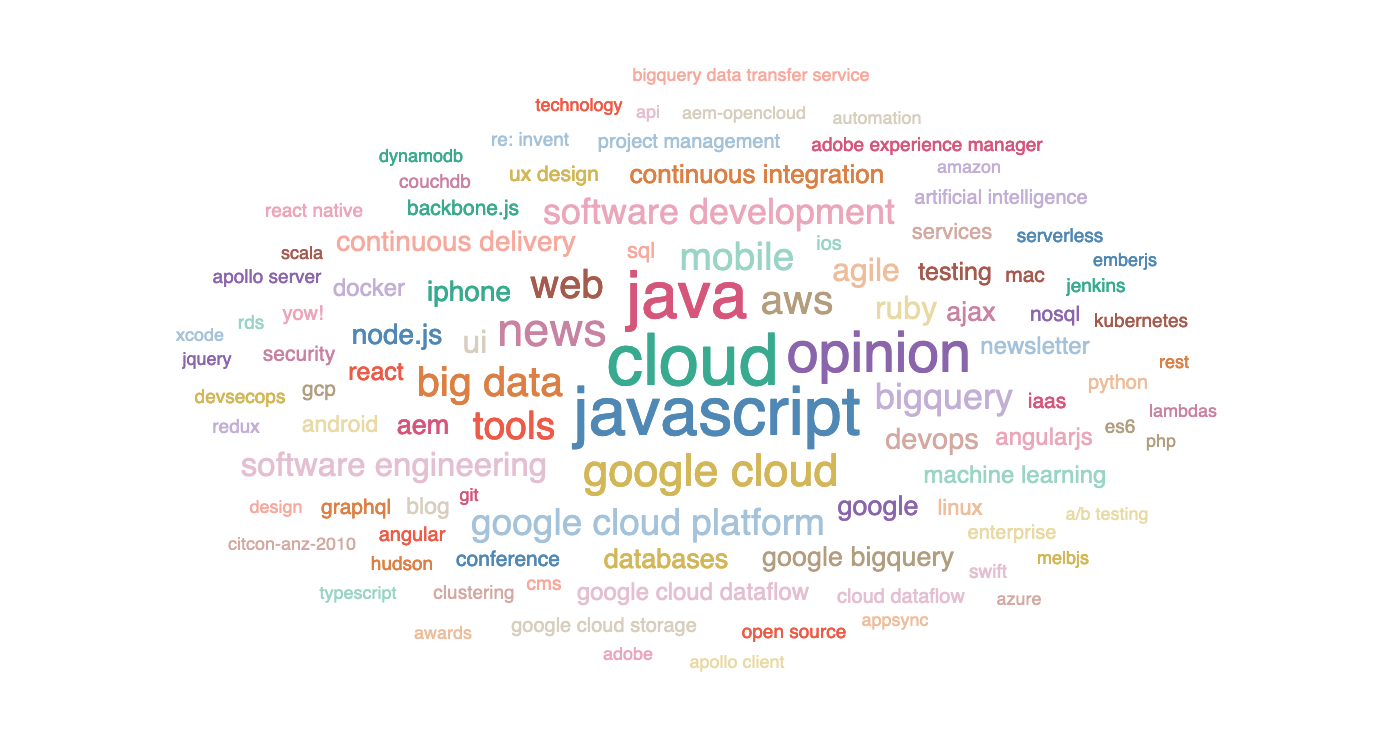 bigquery data transfer service
technology
api
aem-opencloud
automation
re: invent
project management
adobe experience manager
dynamodb
amazon
couchdb
ux design
continuous integration
artificial intelligence
react native
backbone.js
software development
services
serverless
scala
continuous delivery
sql
mobile
ios
agile
testing
mac
emberjs
apollo server
docker
iphone
web
java
aws
ruby
ajax
nosql
jenkins
kubernetes
xcode
rds
yow!
node.js
ui
news
cloud
opinion
newsletter
rest
jquery
security
react
big data
javascript
bigquery
iaas
python
lambdas
devsecops
gcp
redux
android
aem
tools
devops
angularjs
es6
php
software engineering
google cloud
machine learning
design
graphql
blog
git
google cloud platform
google
linux
a/b testing
citcon-anz-2010
angular
enterprise
hudson
conference
databases
google bigquery
swift
melbjs
typescript
clustering
cms
google cloud dataflow
cloud dataflow
azure
awards
google cloud storage
open source
appsync
adobe
apollo client